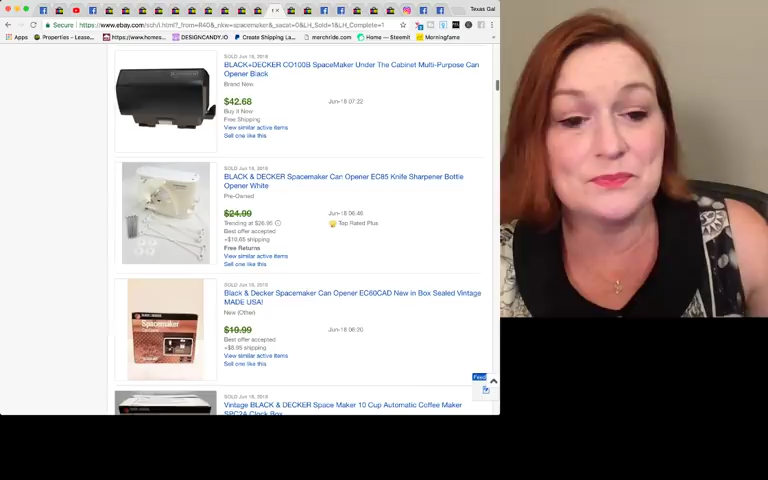 Texas Gal
Secure https://www.ebay.com/sch/i.html?_from=R40&_nkw=spacemaker&_sacat=0&LH_Sold=1&LH_Complete=1
Apps Properties - Lease... https://www.homes... DESIGNCANDY.IO Create Shipping La... merchride.com Home — Steemit Morningfame
SOLD Jun 18, 2018
BLACK+DECKER CO100B SpaceMaker Under The Cabinet Multi-Purpose Can
Opener Black
Brand New
$42.68 Jun-18 07:22
Buy It Now
Free Shipping
View similar active items
Sell one like this
SOLD Jun 18, 2018
BLACK & DECKER Spacemaker Can Opener EC85 Knife Sharpener Bottle
Opener White
Pre-Owned
$24.99 Jun-18 06:46
Trending at $26.95 Top Rated Plus
Best offer accepted
+$10.65 shipping
Free Returns
View similar active items
Sell one like this
SOLD Jun 18, 2018
Black & Decker Spacemaker Can Opener EC60CAD New in Box Sealed Vintage
MADE USA!
New (Other)
Spacemaker
$19.99 Jun-18 06:20
Best offer accepted
+$8.95 shipping
View similar active items
Sell one like this
SOLD Jun 18, 2018
Vintage BLACK & DECKER Space Maker 10 Cup Automatic Coffee Maker
SPC2A Clock Box